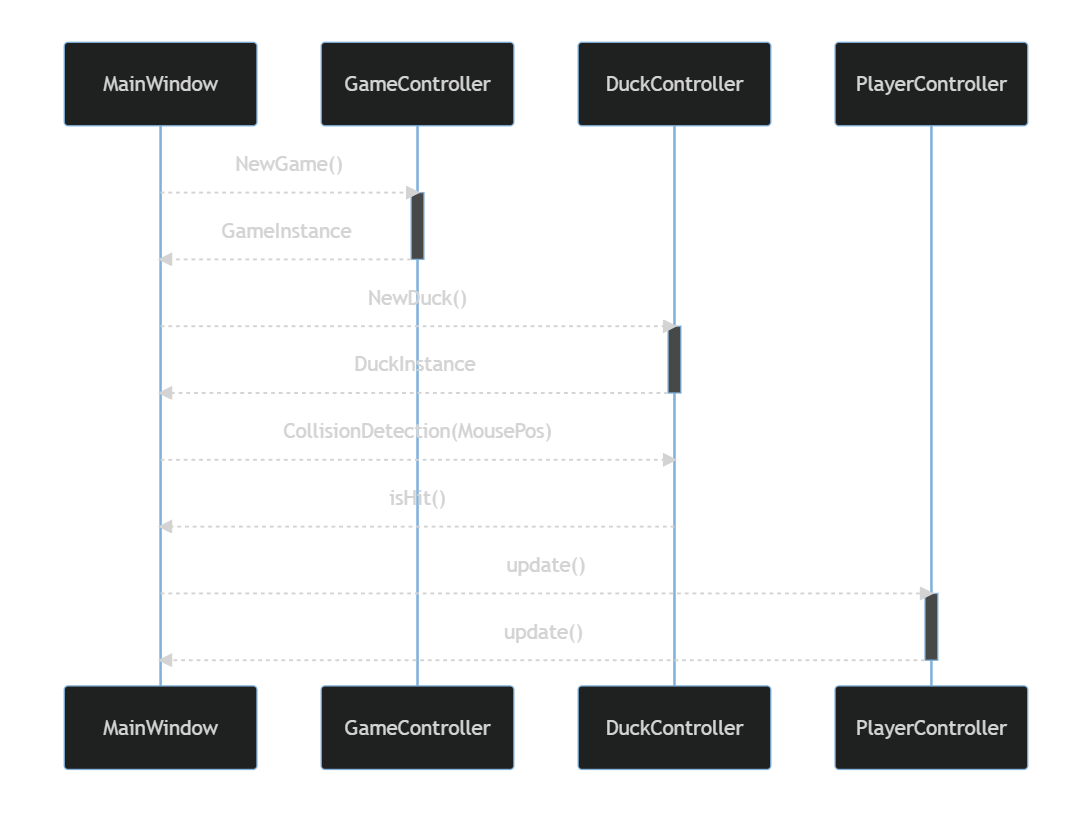 MainWindow
GameController
DuckController
PlayerController
NewGame()
GameInstance
NewDuck()
DuckInstance
CollisionDetection(MousePos)
isHit()
update()
update()
MainWindow
GameController
DuckController
PlayerController